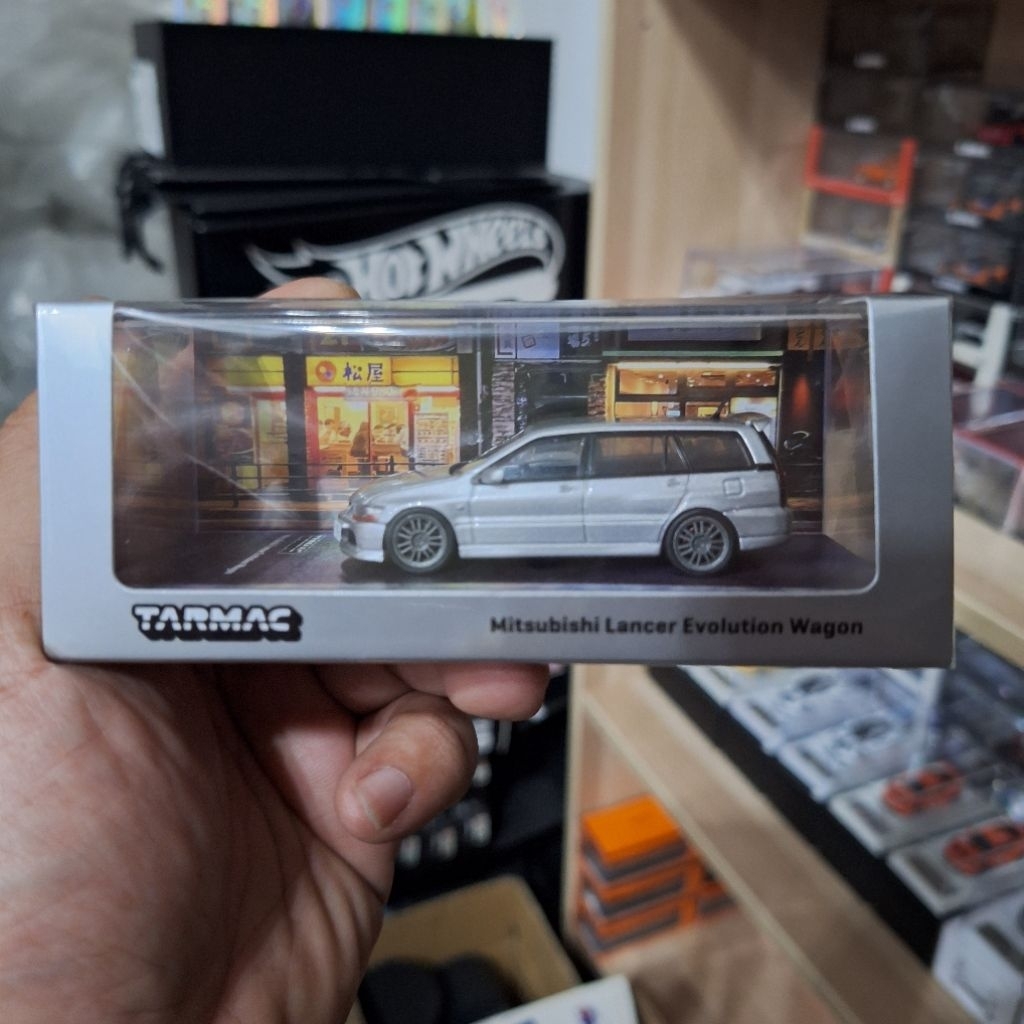 HOT WHEELS
松屋
TARMAC
Mitsubishi Lancer Evolution Wagon